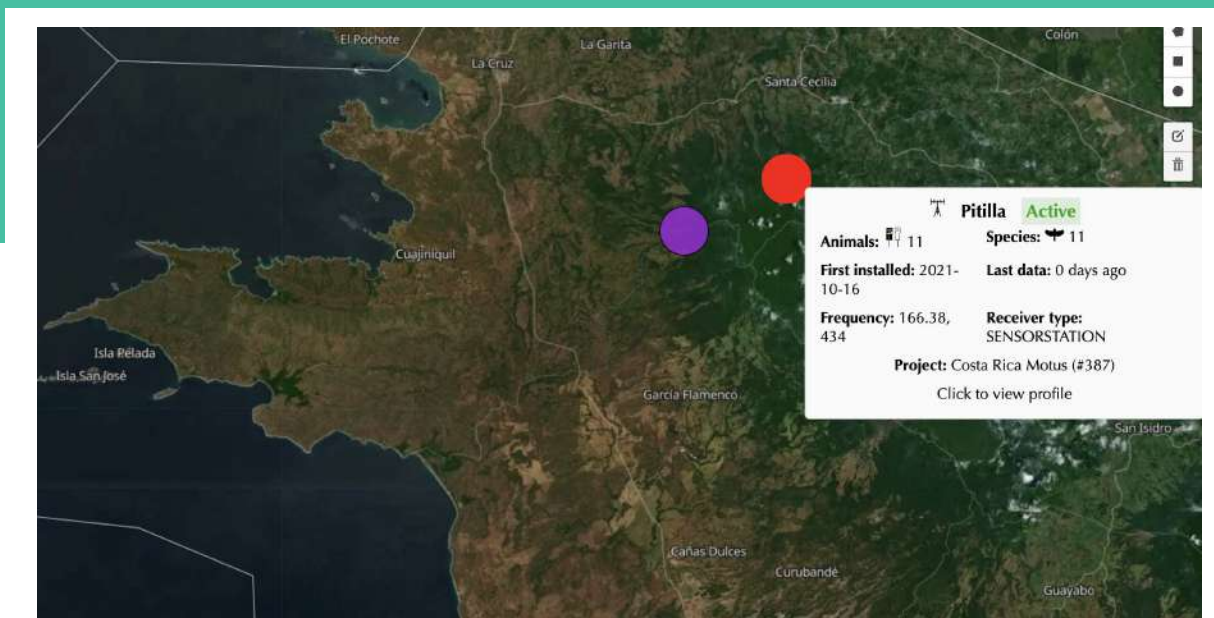 El Pochote
La Garita
Colón
La Cruz
Santa Cecilia
Pitilla Active
Animals: 11
Species: 11
Cuajiniquil
First installed: 2021-
10-16
Last data: 0 days ago
Frequency: 166.38,
434
Receiver type:
SENSORSTATION
Isla Pelada
Project: Costa Rica Motus (#387)
Isla San José
Click to view profile
García Flamenco
San Isidro
Cañas Dulces
Curubandé
Guayabo